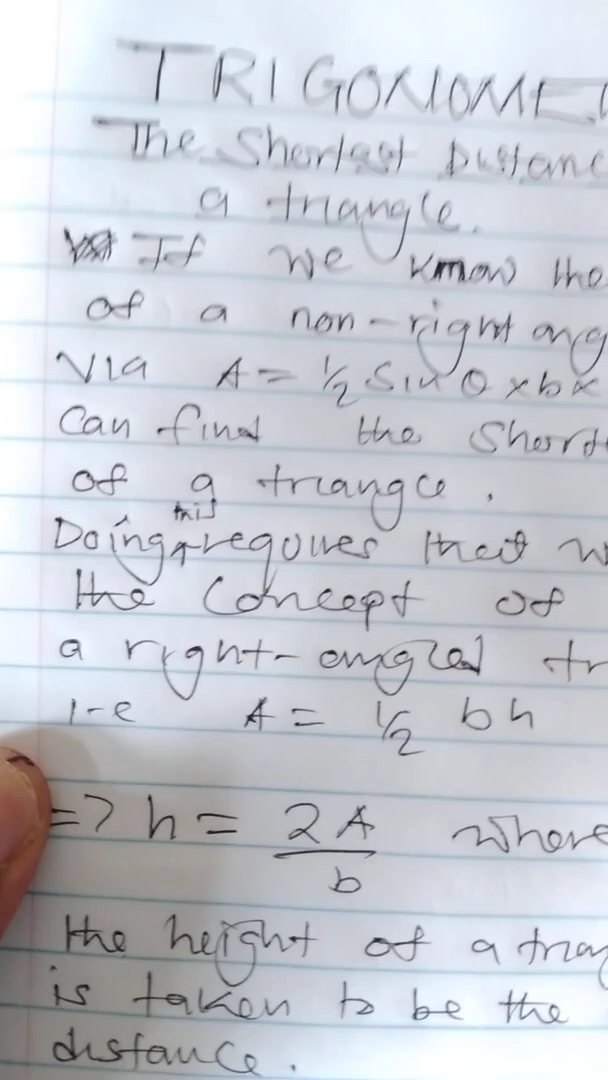 TRIGONOME
The Shortest Distanc
a triangle.
If we know the
of a non-right ang
via A = 1/2 Sin θ × b×
Can find the Short
of a triangle.
this
Doing requires that w
the Concept of
a right-angled tr
i-e A = 1/2 bh
=> h = 2A/b where
the height of a trian
is taken to be the
distance.